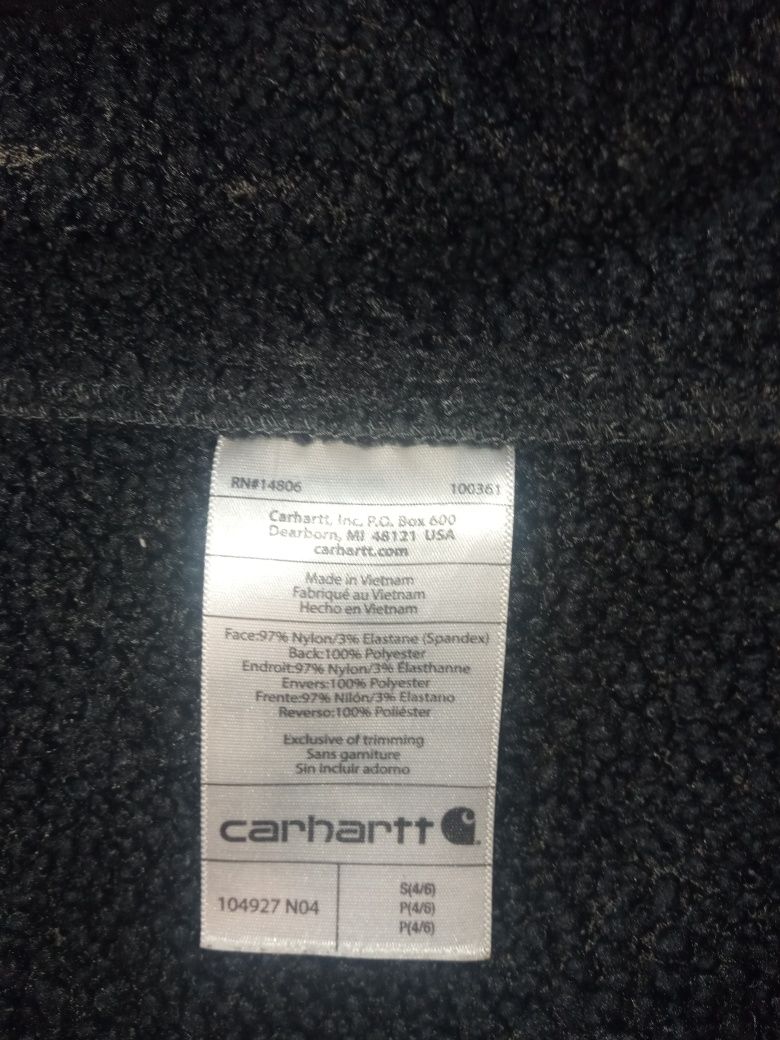 RN#14806 100361
Carhartt, Inc. P.O. Box 600
Dearborn, MI 48121 USA
carhartt.com
Made in Vietnam
Fabriqué au Vietnam
Hecho en Vietnam
Face:97% Nylon/3% Elastane (Spandex)
Back:100% Polyester
Endroit:97% Nylon/3% Élasthanne
Envers:100% Polyester
Frente:97% Nilón/3% Elastano
Reverso:100% Poliéster
Exclusive of trimming
Sans garniture
Sin incluir adorno
carhartt
104927 N04
S(4/6)
P(4/6)
P(4/6)